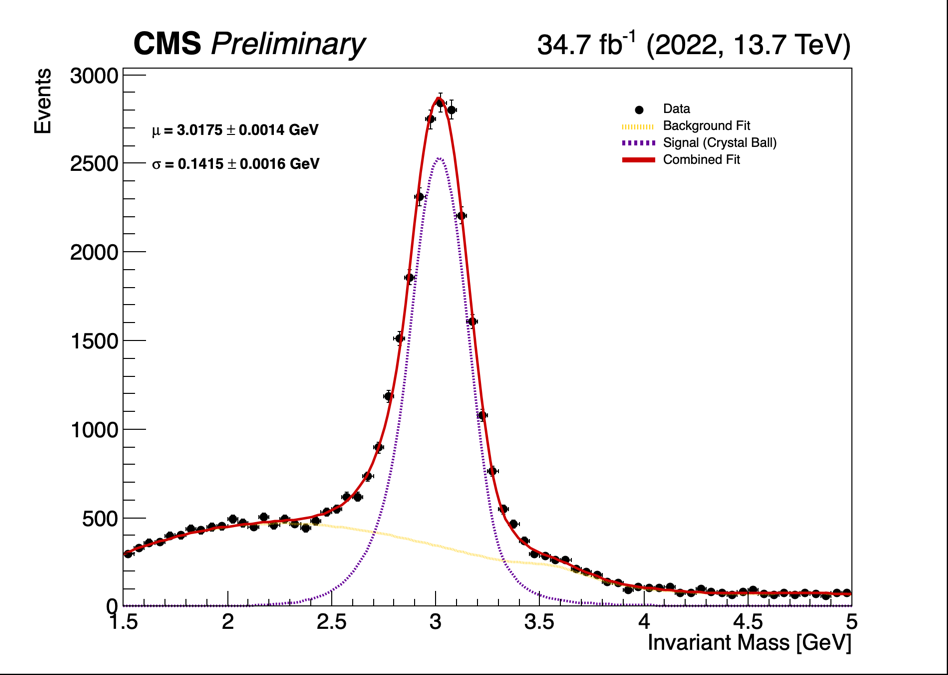 CMS Preliminary 34.7 fb⁻¹ (2022, 13.7 TeV)
Events
3000
2500
2000
1500
1000
500
0
μ = 3.0175 ± 0.0014 GeV
σ = 0.1415 ± 0.0016 GeV
Data
Background Fit
Signal (Crystal Ball)
Combined Fit
1.5 2 2.5 3 3.5 4 4.5 5
Invariant Mass [GeV]